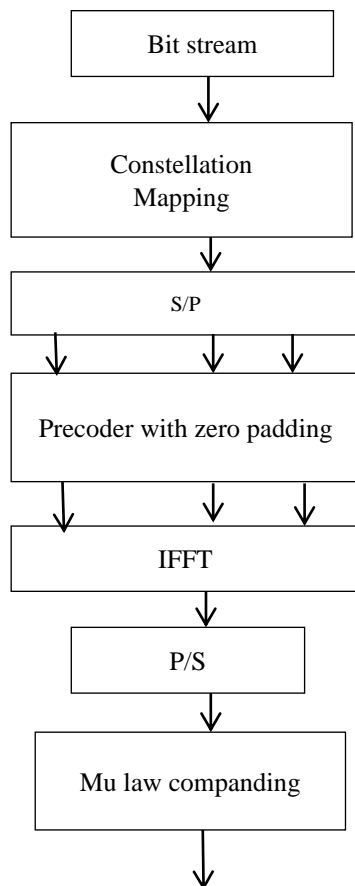 Bit stream
Constellation
Mapping
S/P
Precoder with zero padding
IFFT
P/S
Mu law companding